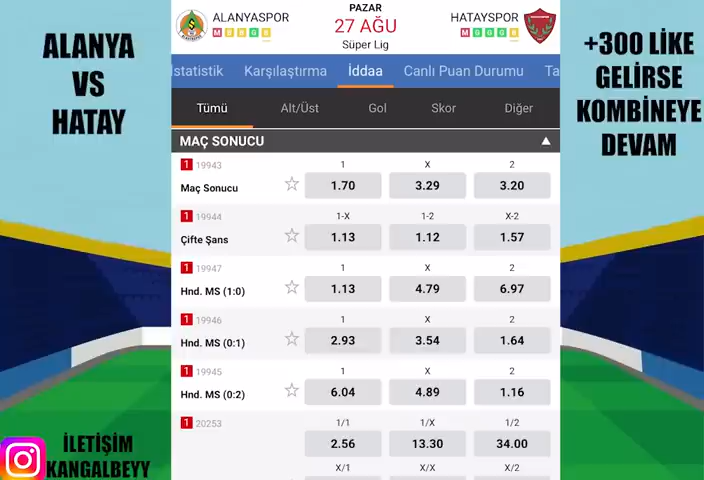 ALANYA
VS
HATAY
ALANYASPOR
PAZAR
27 AĞU
Süper Lig
HATAYSPOR
+300 LİKE
GELİRSE
KOMBİNEYE
DEVAM
İstatistik Karşılaştırma İddaa Canlı Puan Durumu Ta
Tümü Alt/Üst Gol Skor Diğer
MAÇ SONUCU
1 19943 1 X 2
Maç Sonucu 1.70 3.29 3.20
1 19944 1-X 1-2 X-2
Çifte Şans 1.13 1.12 1.57
1 19947 1 X 2
Hnd. MS (1:0) 1.13 4.79 6.97
1 19946 1 X 2
Hnd. MS (0:1) 2.93 3.54 1.64
1 19945 1 X 2
Hnd. MS (0:2) 6.04 4.89 1.16
1 20253 1/1 1/X 1/2
2.56 13.30 34.00
X/1 X/X X/2
İLETİŞİM
KANGALBEYY